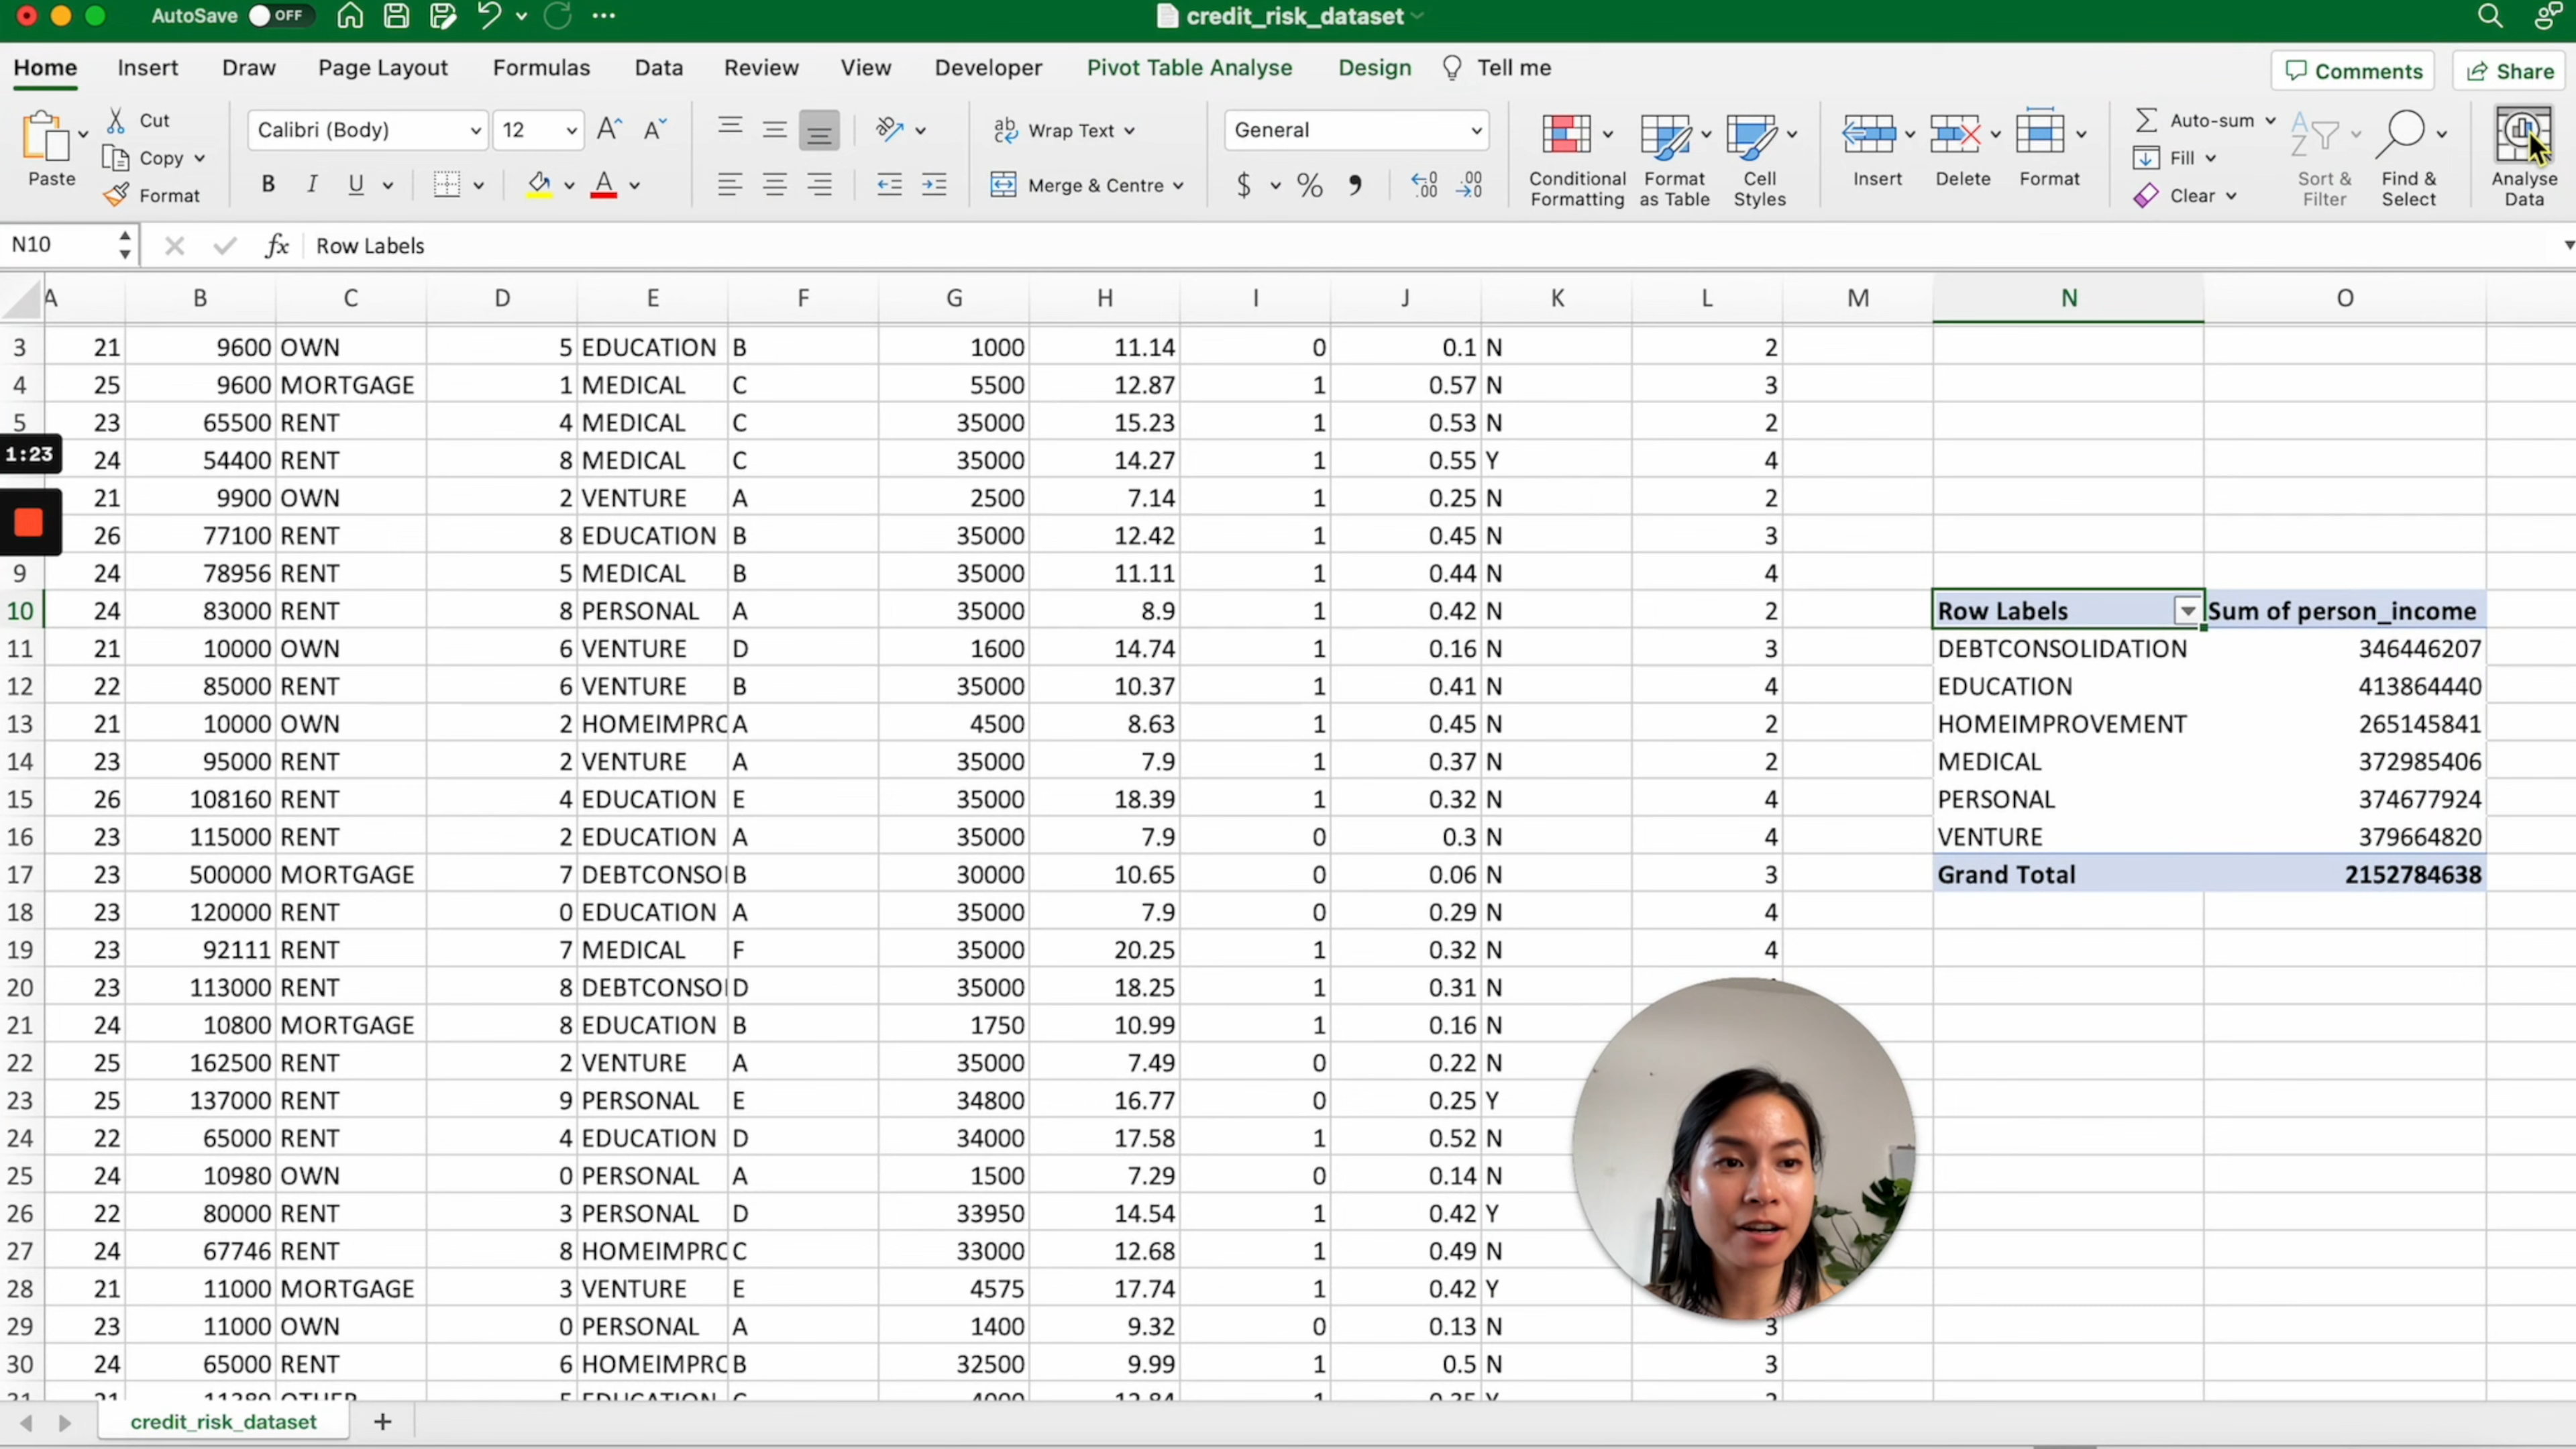 AutoSave OFF credit_risk_dataset
Home Insert Draw Page Layout Formulas Data Review View Developer Pivot Table Analyse Design Tell me Comments Share
Paste Cut Copy Format
Calibri (Body) 12 A A
B I U A
ab Wrap Text
Merge & Centre
General
$ % 9 .00 .00
Conditional Formatting
Format as Table
Cell Styles
Insert Delete Format
Auto-sum Fill Clear
Sort & Filter
Find & Select
Analyse Data
N10 fx Row Labels
A B C D E F G H I J K L M N O
3 21 9600 OWN 5 EDUCATION B 1000 11.14 0 0.1 N 2
4 25 9600 MORTGAGE 1 MEDICAL C 5500 12.87 1 0.57 N 3
5 23 65500 RENT 4 MEDICAL C 35000 15.23 1 0.53 N 2
1:23 24 54400 RENT 8 MEDICAL C 35000 14.27 1 0.55 Y 4
21 9900 OWN 2 VENTURE A 2500 7.14 1 0.25 N 2
26 77100 RENT 8 EDUCATION B 35000 12.42 1 0.45 N 3
9 24 78956 RENT 5 MEDICAL B 35000 11.11 1 0.44 N 4
10 24 83000 RENT 8 PERSONAL A 35000 8.9 1 0.42 N 2 Row Labels Sum of person_income
11 21 10000 OWN 6 VENTURE D 1600 14.74 1 0.16 N 3 DEBTCONSOLIDATION 346446207
12 22 85000 RENT 6 VENTURE B 35000 10.37 1 0.41 N 4 EDUCATION 413864440
13 21 10000 OWN 2 HOMEIMPRC A 4500 8.63 1 0.45 N 2 HOMEIMPROVEMENT 265145841
14 23 95000 RENT 2 VENTURE A 35000 7.9 1 0.37 N 2 MEDICAL 372985406
15 26 108160 RENT 4 EDUCATION E 35000 18.39 1 0.32 N 4 PERSONAL 374677924
16 23 115000 RENT 2 EDUCATION A 35000 7.9 0 0.3 N 4 VENTURE 379664820
17 23 500000 MORTGAGE 7 DEBTCONSO B 30000 10.65 0 0.06 N 3 Grand Total 2152784638
18 23 120000 RENT 0 EDUCATION A 35000 7.9 0 0.29 N 4
19 23 92111 RENT 7 MEDICAL F 35000 20.25 1 0.32 N 4
20 23 113000 RENT 8 DEBTCONSO D 35000 18.25 1 0.31 N
21 24 10800 MORTGAGE 8 EDUCATION B 1750 10.99 1 0.16 N
22 25 162500 RENT 2 VENTURE A 35000 7.49 0 0.22 N
23 25 137000 RENT 9 PERSONAL E 34800 16.77 0 0.25 Y
24 22 65000 RENT 4 EDUCATION D 34000 17.58 1 0.52 N
25 24 10980 OWN 0 PERSONAL A 1500 7.29 0 0.14 N
26 22 80000 RENT 3 PERSONAL D 33950 14.54 1 0.42 Y
27 24 67746 RENT 8 HOMEIMPRC C 33000 12.68 1 0.49 N
28 21 11000 MORTGAGE 3 VENTURE E 4575 17.74 1 0.42 Y
29 23 11000 OWN 0 PERSONAL A 1400 9.32 0 0.13 N 3
30 24 65000 RENT 6 HOMEIMPRC B 32500 9.99 1 0.5 N 3
credit_risk_dataset +